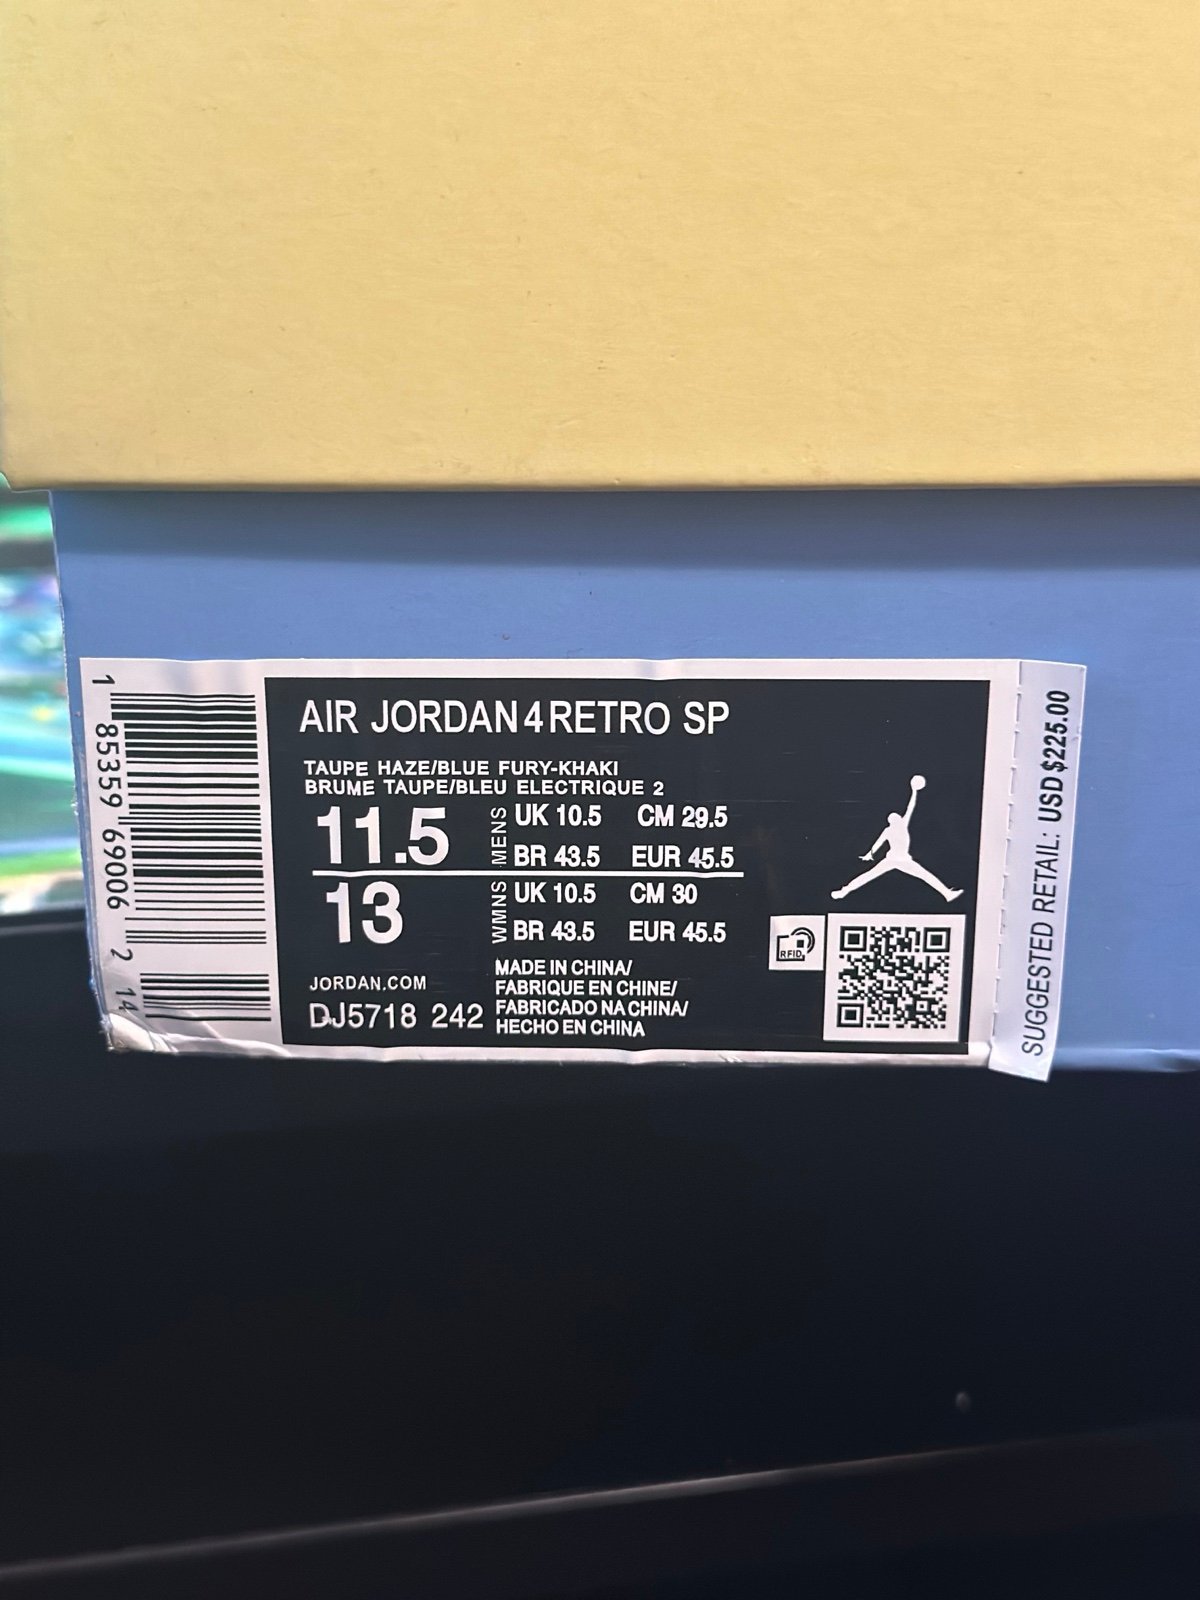 AIR JORDAN 4 RETRO SP
TAUPE HAZE/BLUE FURY-KHAKI
BRUME TAUPE/BLEU ELECTRIQUE 2
11.5 MENS UK 10.5 CM 29.5
BR 43.5 EUR 45.5
13 WMNS UK 10.5 CM 30
BR 43.5 EUR 45.5
JORDAN.COM
DJ5718 242
MADE IN CHINA/
FABRIQUE EN CHINE/
FABRICADO NA CHINA/
HECHO EN CHINA
RFID
1 85359 69006 2 14
SUGGESTED RETAIL: USD $225.00